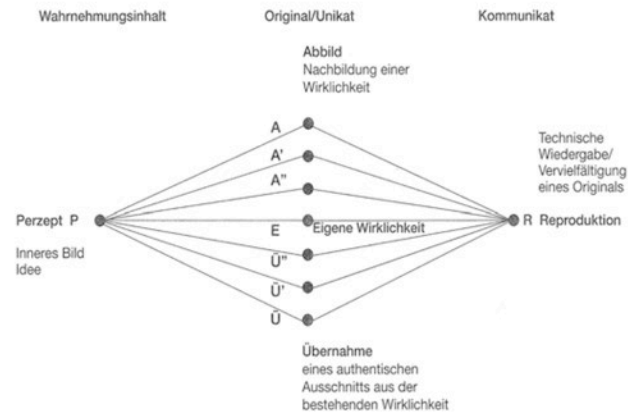 Wahrnehmungsinhalt
Original/Unikat
Kommunikat
Abbild
Nachbildung einer
Wirklichkeit
A
A'
A"
Technische
Wiedergabe/
Vervielfältigung
eines Originals
Perzept P
E
Eigene Wirklichkeit
R Reproduktion
Inneres Bild
Idee
Ü"
Ü'
Ü
Übernahme
eines authentischen
Ausschnitts aus der
bestehenden Wirklichkeit